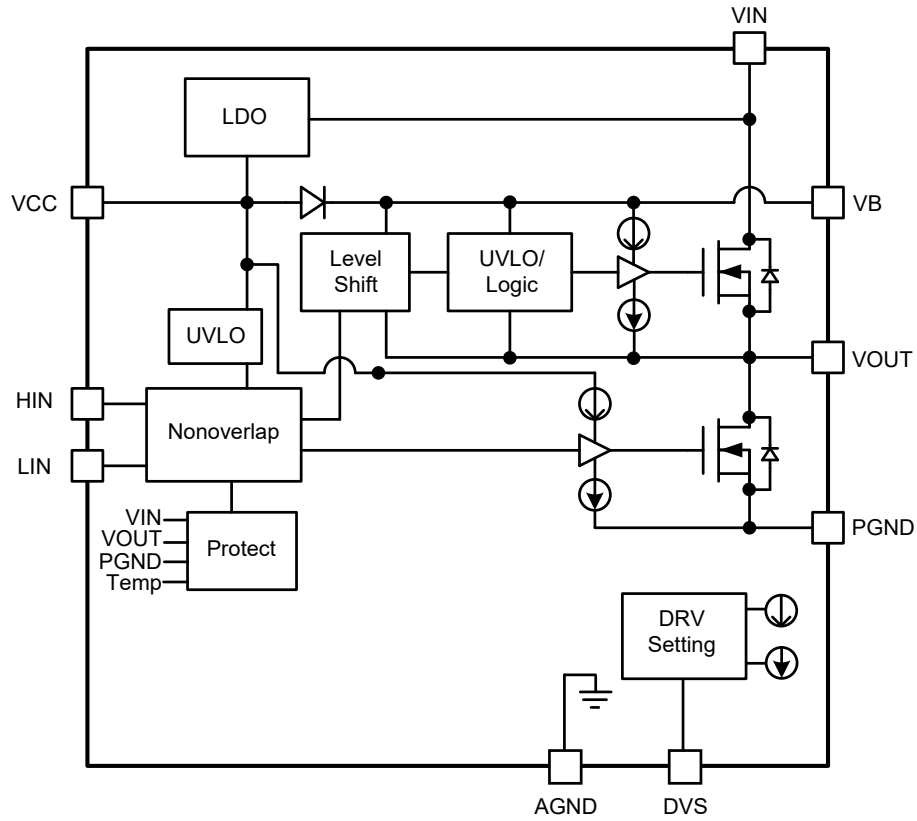 VIN
LDO
VCC
VB
Level
Shift
UVLO/
Logic
UVLO
VOUT
HIN
Nonoverlap
LIN
VIN
VOUT
PGND
Temp
Protect
PGND
DRV
Setting
AGND
DVS